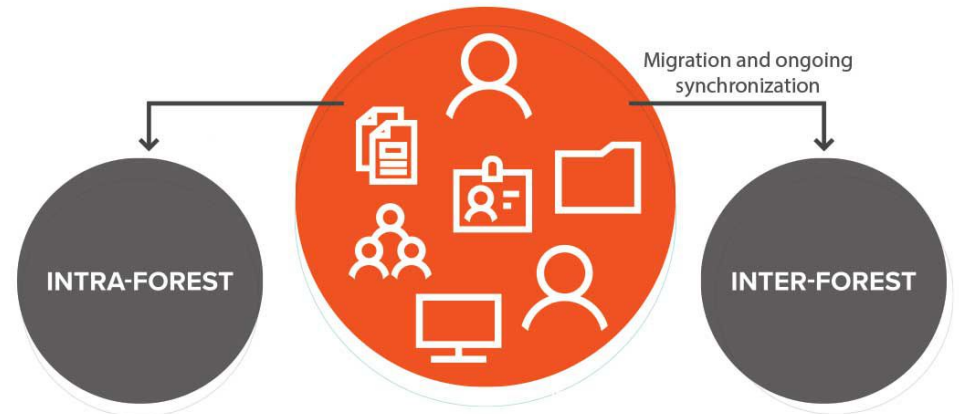 Migration and ongoing
synchronization
INTRA-FOREST
INTER-FOREST